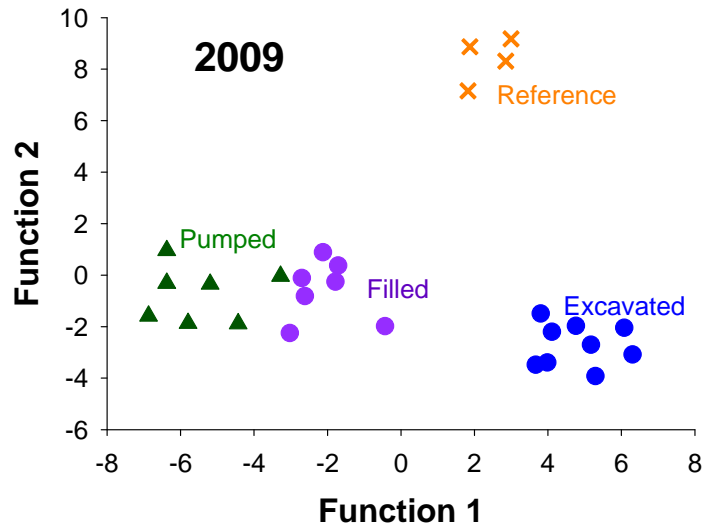 2009
Reference
Pumped
Filled
Excavated
Function 2
10
8
6
4
2
0
-2
-4
-6
-8 -6 -4 -2 0 2 4 6 8
Function 1